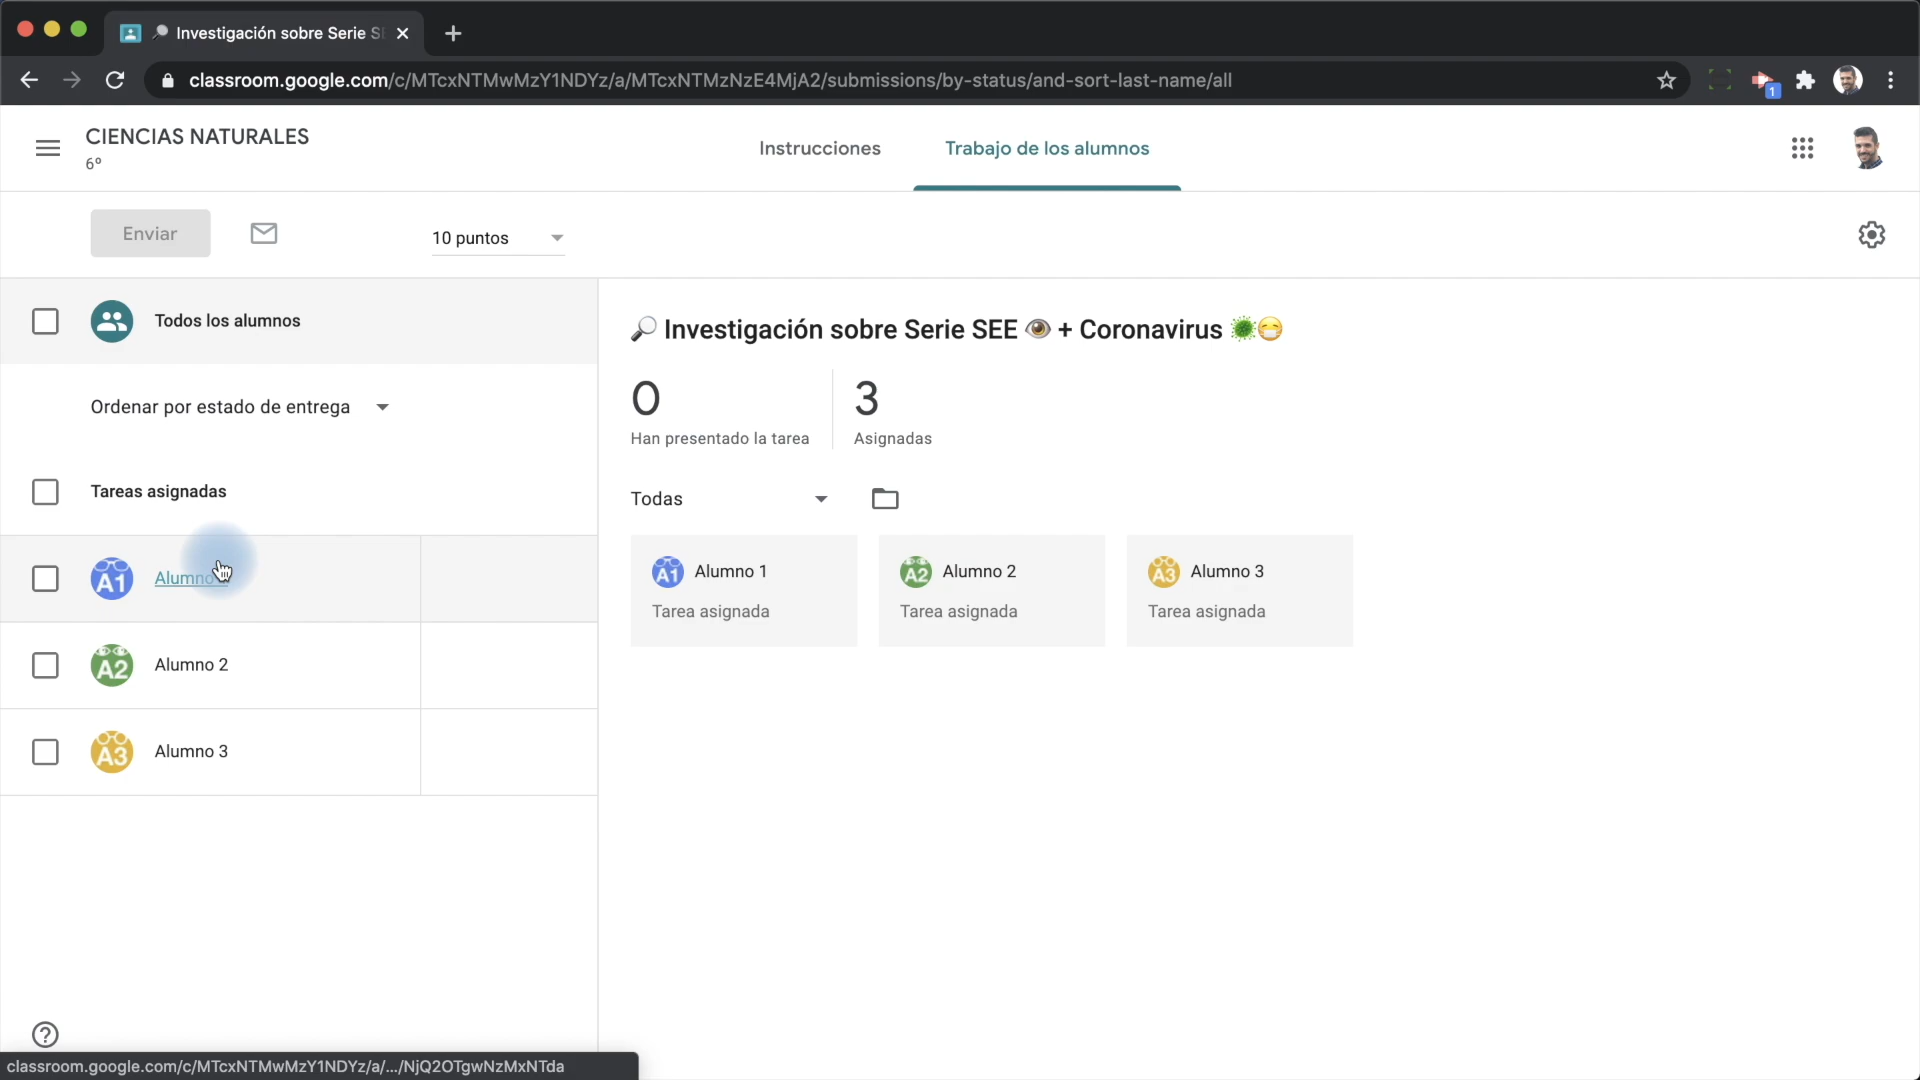 Investigación sobre Serie SE
classroom.google.com/c/MTcxNTMwMzY1NDYz/a/MTcxNTMzNzE4MjA2/submissions/by-status/and-sort-last-name/all
1
CIENCIAS NATURALES
6º
Instrucciones
Trabajo de los alumnos
Enviar
10 puntos
Todos los alumnos
Ordenar por estado de entrega
Tareas asignadas
A1
Alumno
A2
Alumno 2
A3
Alumno 3
🔎 Investigación sobre Serie SEE 👁 + Coronavirus 🦠😷
0
Han presentado la tarea
3
Asignadas
Todas
A1 Alumno 1
Tarea asignada
A2 Alumno 2
Tarea asignada
A3 Alumno 3
Tarea asignada
classroom.google.com/c/MTcxNTMwMzY1NDYz/a/.../NjQ2OTgwNzMxNTda